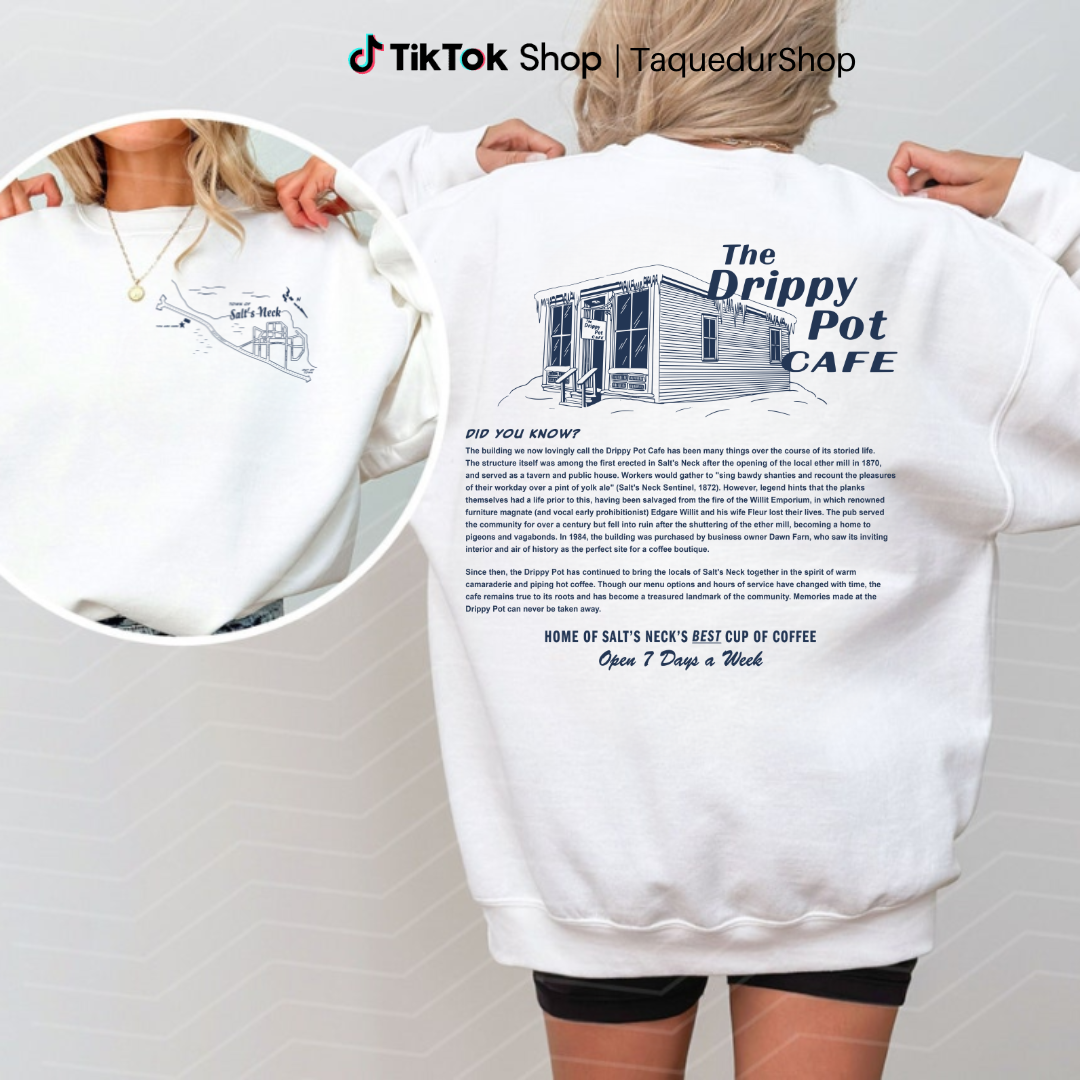 TikTok Shop | TaquedurShop
TOWN OF
Salt's Neck
N
The
Drippy
Pot
CAFE
The
Drippy
Pot
CAFE
DID YOU KNOW?
The building we now lovingly call the Drippy Pot Cafe has been many things over the course of its storied life.
The structure itself was among the first erected in Salt's Neck after the opening of the local ether mill in 1870,
and served as a tavern and public house. Workers would gather to "sing bawdy shanties and recount the pleasures
of their workday over a pint of yolk ale" (Salt's Neck Sentinel, 1872). However, legend hints that the planks
themselves had a life prior to this, having been salvaged from the fire of the Willit Emporium, in which renowned
furniture magnate (and vocal early prohibitionist) Edgare Willit and his wife Fleur lost their lives. The pub served
the community for over a century but fell into ruin after the shuttering of the ether mill, becoming a home to
pigeons and vagabonds. In 1984, the building was purchased by business owner Dawn Farn, who saw its inviting
interior and air of history as the perfect site for a coffee boutique.
Since then, the Drippy Pot has continued to bring the locals of Salt's Neck together in the spirit of warm
camaraderie and piping hot coffee. Though our menu options and hours of service have changed with time, the
cafe remains true to its roots and has become a treasured landmark of the community. Memories made at the
Drippy Pot can never be taken away.
HOME OF SALT'S NECK'S BEST CUP OF COFFEE
Open 7 Days a Week